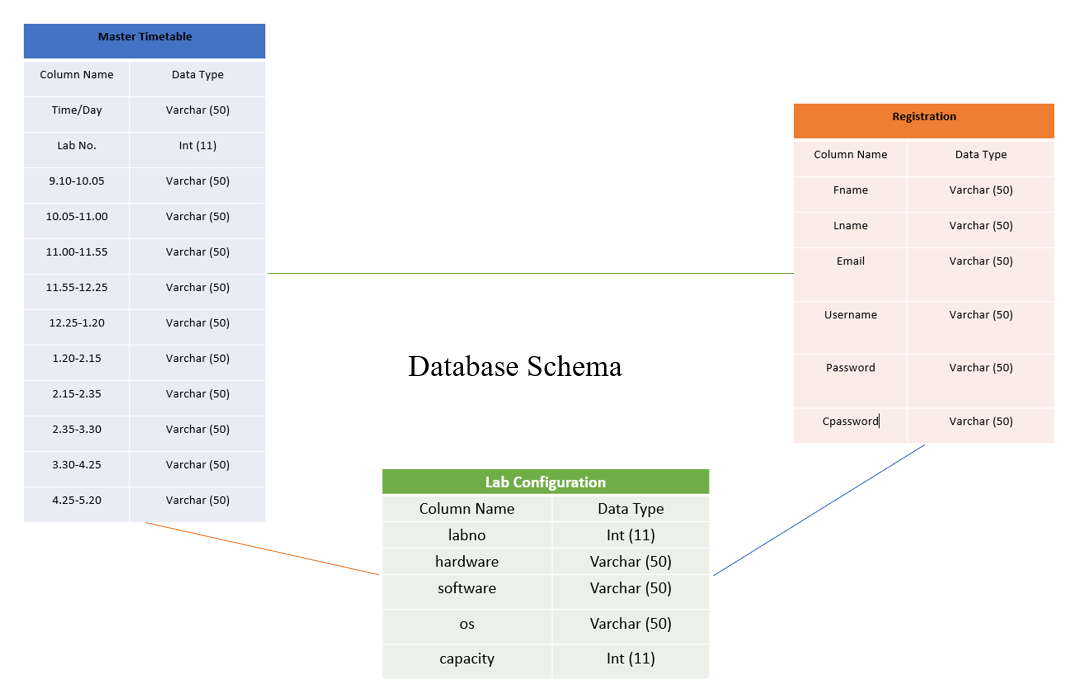 Master Timetable
Column Name Data Type
Time/Day Varchar (50)
Lab No. Int (11)
9.10-10.05 Varchar (50)
10.05-11.00 Varchar (50)
11.00-11.55 Varchar (50)
11.55-12.25 Varchar (50)
12.25-1.20 Varchar (50)
1.20-2.15 Varchar (50)
2.15-2.35 Varchar (50)
2.35-3.30 Varchar (50)
3.30-4.25 Varchar (50)
4.25-5.20 Varchar (50)
Registration
Column Name Data Type
Fname Varchar (50)
Lname Varchar (50)
Email Varchar (50)
Username Varchar (50)
Password Varchar (50)
Cpassword Varchar (50)
Database Schema
Lab Configuration
Column Name Data Type
labno Int (11)
hardware Varchar (50)
software Varchar (50)
os Varchar (50)
capacity Int (11)